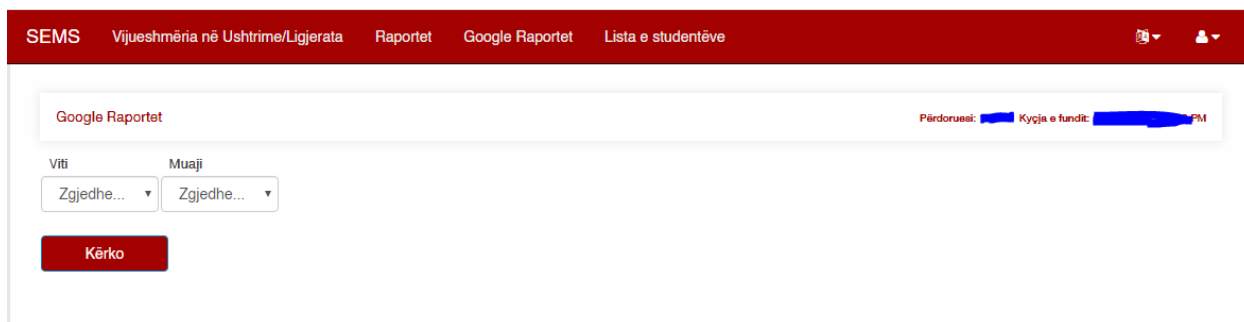 SEMS Vijueshmëria në Ushtrime/Ligjerata Raportet Google Raportet Lista e studentëve
Google Raportet Përdoruesi: Kyçja e fundit: PM
Viti Muaji
Zgjedhe... Zgjedhe...
Kërko